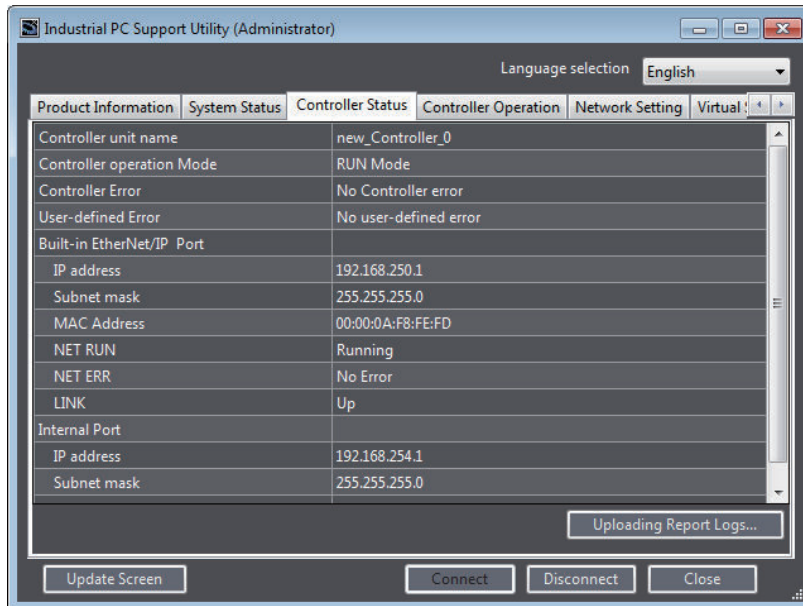 Industrial PC Support Utility (Administrator)
Language selection English
Product Information System Status Controller Status Controller Operation Network Setting Virtual
Controller unit name new_Controller_0
Controller operation Mode RUN Mode
Controller Error No Controller error
User-defined Error No user-defined error
Built-in EtherNet/IP Port
IP address 192.168.250.1
Subnet mask 255.255.255.0
MAC Address 00:00:0A:F8:FE:FD
NET RUN Running
NET ERR No Error
LINK Up
Internal Port
IP address 192.168.254.1
Subnet mask 255.255.255.0
Uploading Report Logs...
Update Screen Connect Disconnect Close